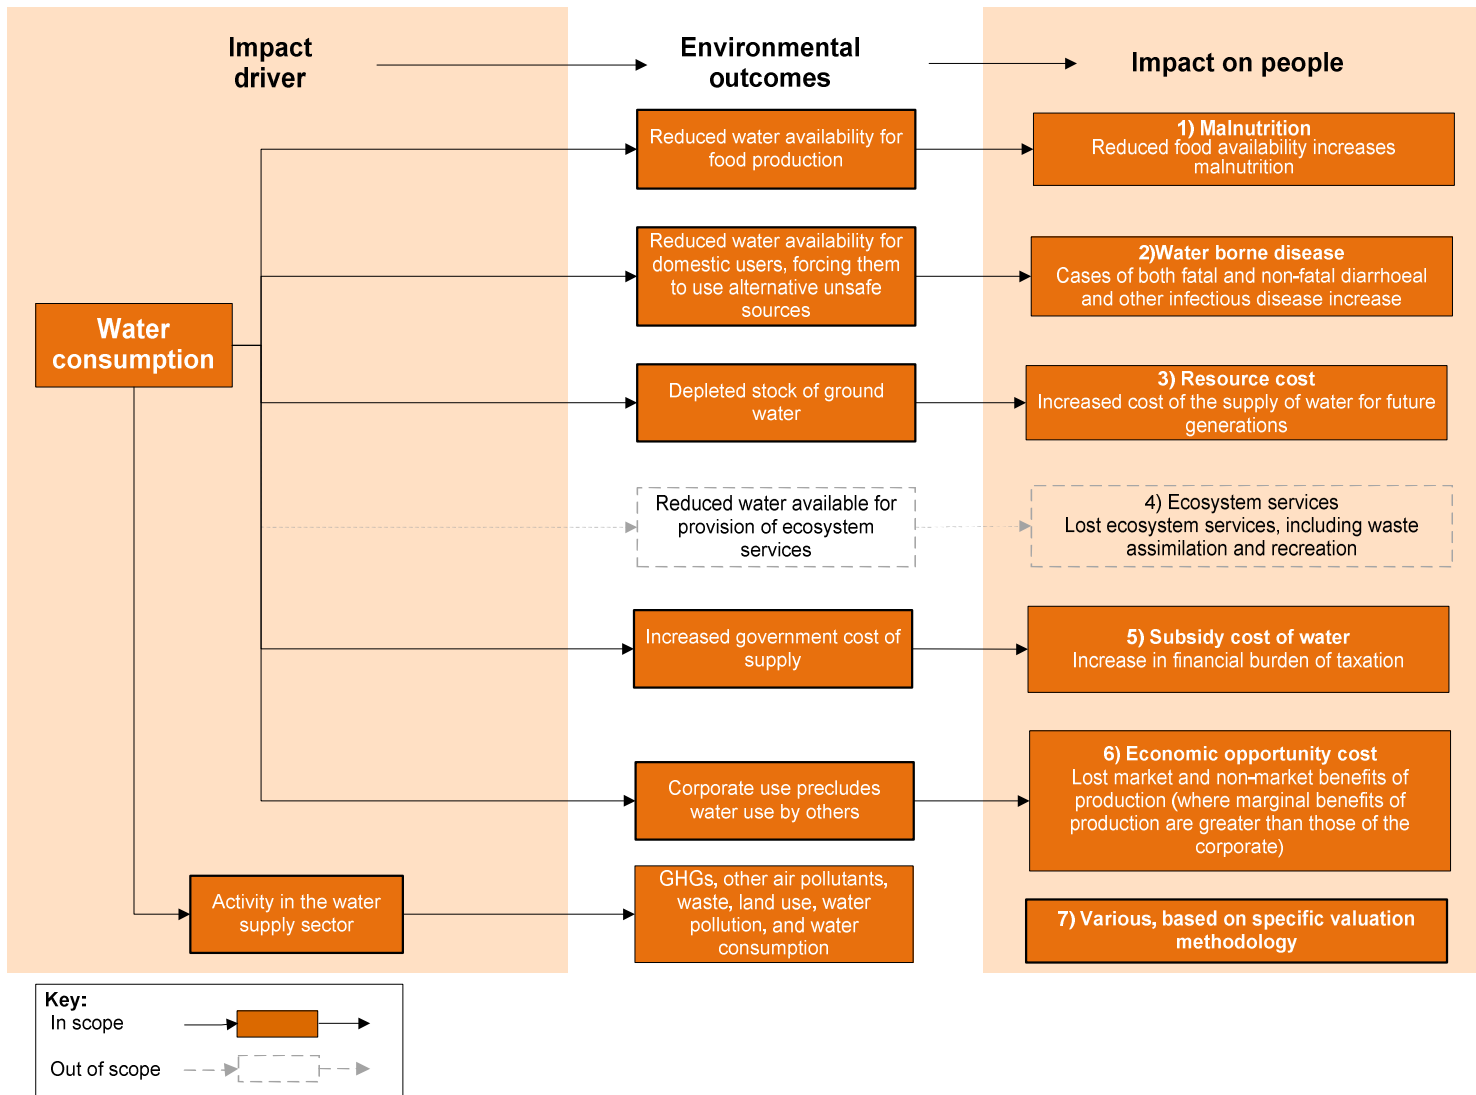 Impact
driver
Environmental
outcomes
Impact on people
Reduced water availability for
food production
1) Malnutrition
Reduced food availability increases
malnutrition
Reduced water availability for
domestic users, forcing them
to use alternative unsafe
sources
2)Water borne disease
Cases of both fatal and non-fatal diarrhoeal
and other infectious disease increase
Water
consumption
Depleted stock of ground
water
3) Resource cost
Increased cost of the supply of water for future
generations
Reduced water available for
provision of ecosystem
services
4) Ecosystem services
Lost ecosystem services, including waste
assimilation and recreation
Increased government cost of
supply
5) Subsidy cost of water
Increase in financial burden of taxation
Corporate use precludes
water use by others
6) Economic opportunity cost
Lost market and non-market benefits of
production (where marginal benefits of
production are greater than those of the
corporate)
Activity in the water
supply sector
GHGs, other air pollutants,
waste, land use, water
pollution, and water
consumption
7) Various, based on specific valuation
methodology
Key:
In scope
Out of scope